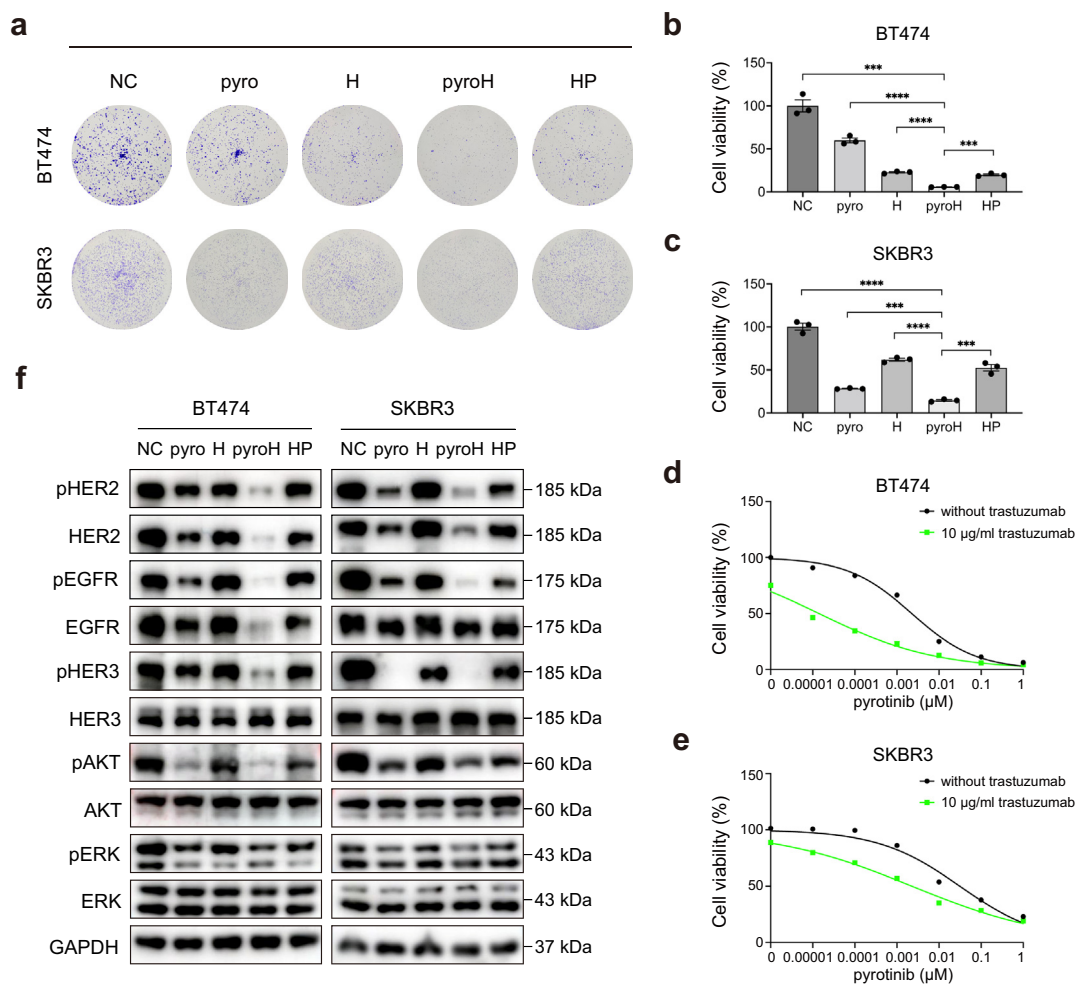 a
NC pyro H pyroH HP
BT474
SKBR3
b
BT474
Cell viability (%)
150
100
50
0
NC pyro H pyroH HP
*** **** **** ***
c
SKBR3
Cell viability (%)
150
100
50
0
NC pyro H pyroH HP
**** *** **** ***
f
BT474 SKBR3
NC pyro H pyroH HP NC pyro H pyroH HP
pHER2 185 kDa
HER2 185 kDa
pEGFR 175 kDa
EGFR 175 kDa
pHER3 185 kDa
HER3 185 kDa
pAKT 60 kDa
AKT 60 kDa
pERK 43 kDa
ERK 43 kDa
GAPDH 37 kDa
d
BT474
without trastuzumab
10 µg/ml trastuzumab
Cell viability (%)
150
100
50
0
0 0.00001 0.0001 0.001 0.01 0.1 1
pyrotinib (µM)
e
SKBR3
without trastuzumab
10 µg/ml trastuzumab
Cell viability (%)
150
100
50
0
0 0.00001 0.0001 0.001 0.01 0.1 1
pyrotinib (µM)